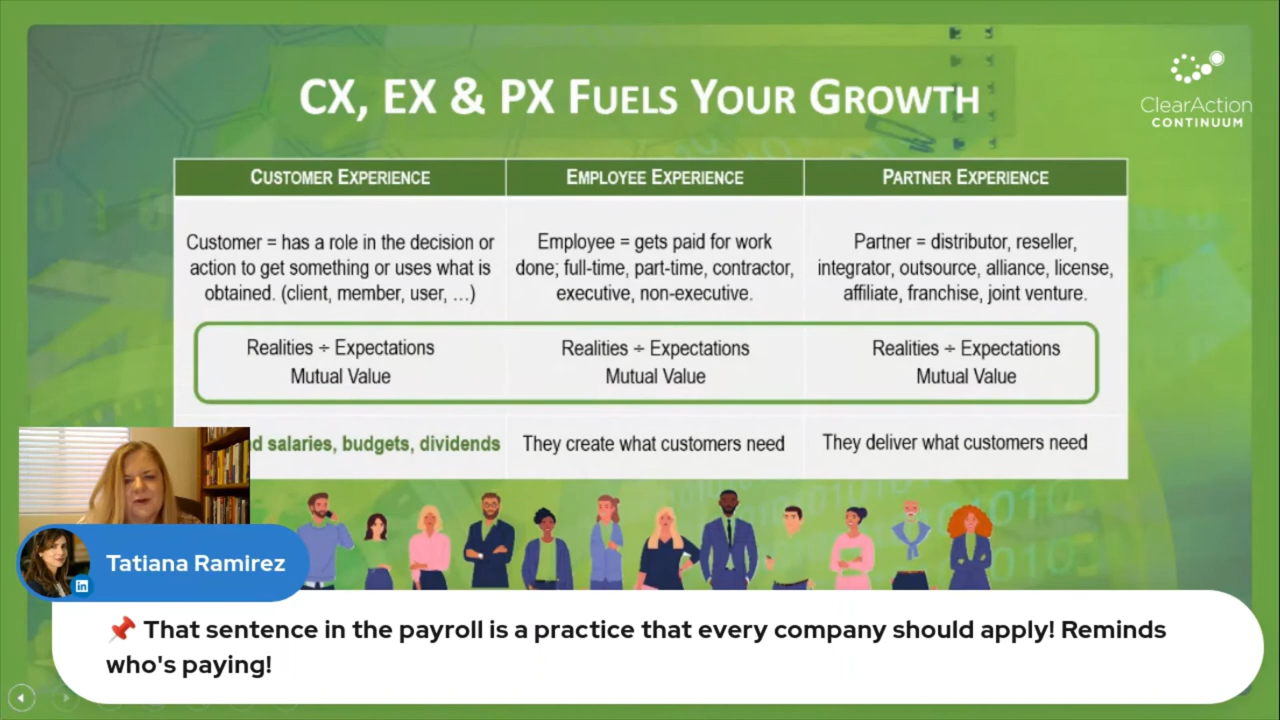 CX, EX & PX FUELS YOUR GROWTH
ClearAction
CONTINUUM
CUSTOMER EXPERIENCE
EMPLOYEE EXPERIENCE
PARTNER EXPERIENCE
Customer = has a role in the decision or
action to get something or uses what is
obtained. (client, member, user, ...)
Employee = gets paid for work
done; full-time, part-time, contractor,
executive, non-executive.
Partner = distributor, reseller,
integrator, outsource, alliance, license,
affiliate, franchise, joint venture.
Realities ÷ Expectations
Mutual Value
Realities ÷ Expectations
Mutual Value
Realities ÷ Expectations
Mutual Value
salaries, budgets, dividends
They create what customers need
They deliver what customers need
Tatiana Ramirez
in
📌 That sentence in the payroll is a practice that every company should apply! Reminds
who's paying!